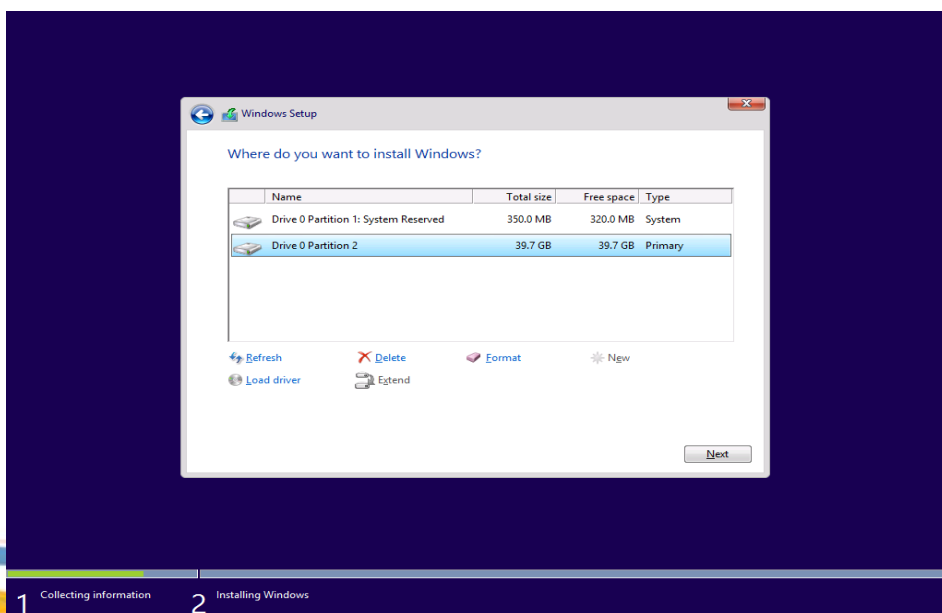 Windows Setup
Where do you want to install Windows?
Name Total size Free space Type
Drive 0 Partition 1: System Reserved 350.0 MB 320.0 MB System
Drive 0 Partition 2 39.7 GB 39.7 GB Primary
Refresh Delete Format New
Load driver Extend
Next
1 Collecting information 2 Installing Windows